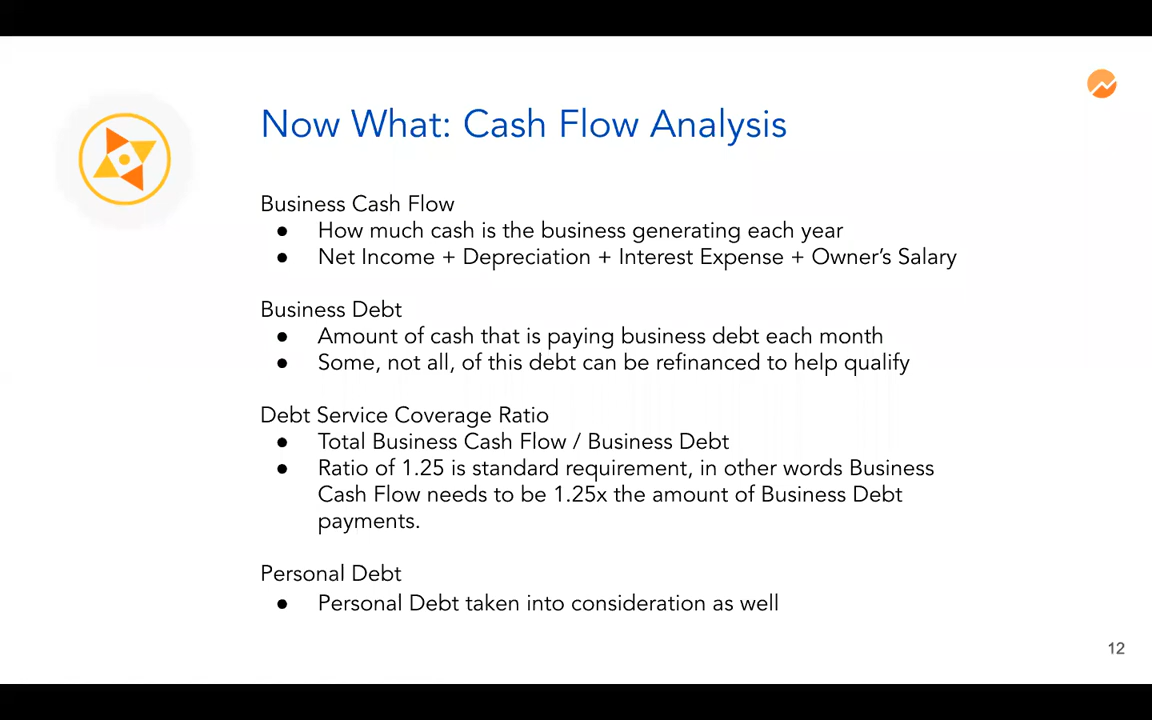 Now What: Cash Flow Analysis
Business Cash Flow
● How much cash is the business generating each year
● Net Income + Depreciation + Interest Expense + Owner’s Salary
Business Debt
● Amount of cash that is paying business debt each month
● Some, not all, of this debt can be refinanced to help qualify
Debt Service Coverage Ratio
● Total Business Cash Flow / Business Debt
● Ratio of 1.25 is standard requirement, in other words Business
Cash Flow needs to be 1.25x the amount of Business Debt
payments.
Personal Debt
● Personal Debt taken into consideration as well
12